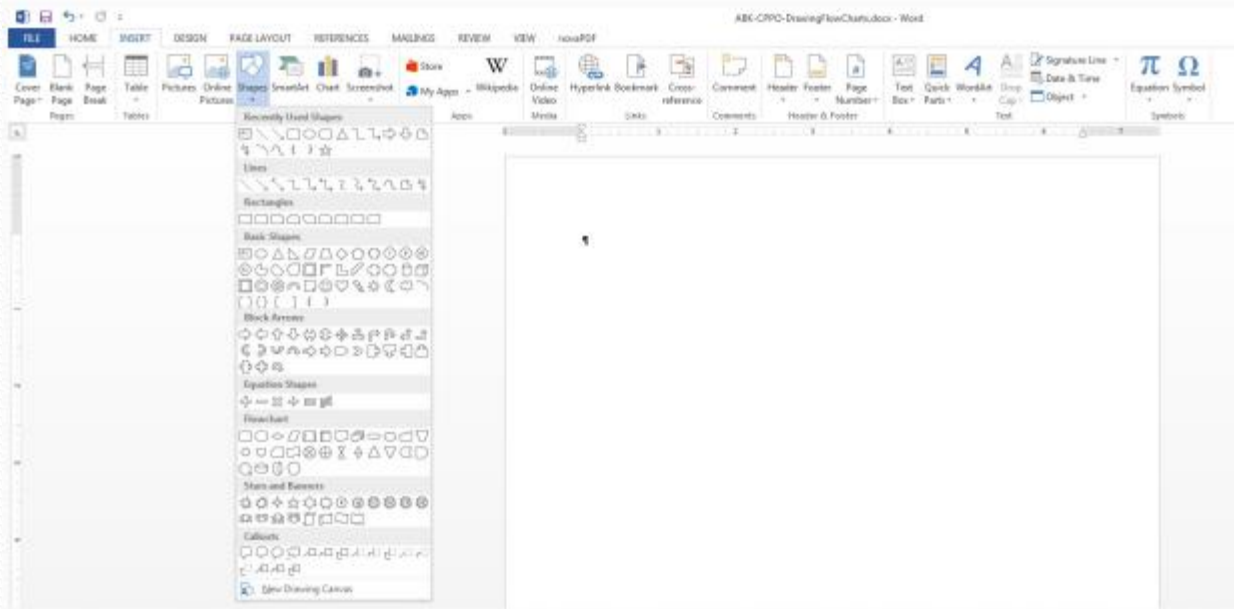 ABK-CPPO-DrawingFlowCharts.docx - Word
FILE HOME INSERT DESIGN PAGE LAYOUT REFERENCES MAILINGS REVIEW VIEW novaPDF
Cover Page Blank Page Page Break Table Pictures Online Pictures Shapes SmartArt Chart Screenshot Store My Apps Wikipedia Online Video Hyperlink Bookmark Cross-reference Comment Header Footer Page Number Text Box Quick Parts WordArt Drop Cap Signature Line Date & Time Object Equation Symbol
Pages Tables Apps Media Links Comments Header & Footer Text Symbols
Recently Used Shapes
Lines
Rectangles
Basic Shapes
Block Arrows
Equation Shapes
Flowchart
Stars and Banners
Callouts
New Drawing Canvas